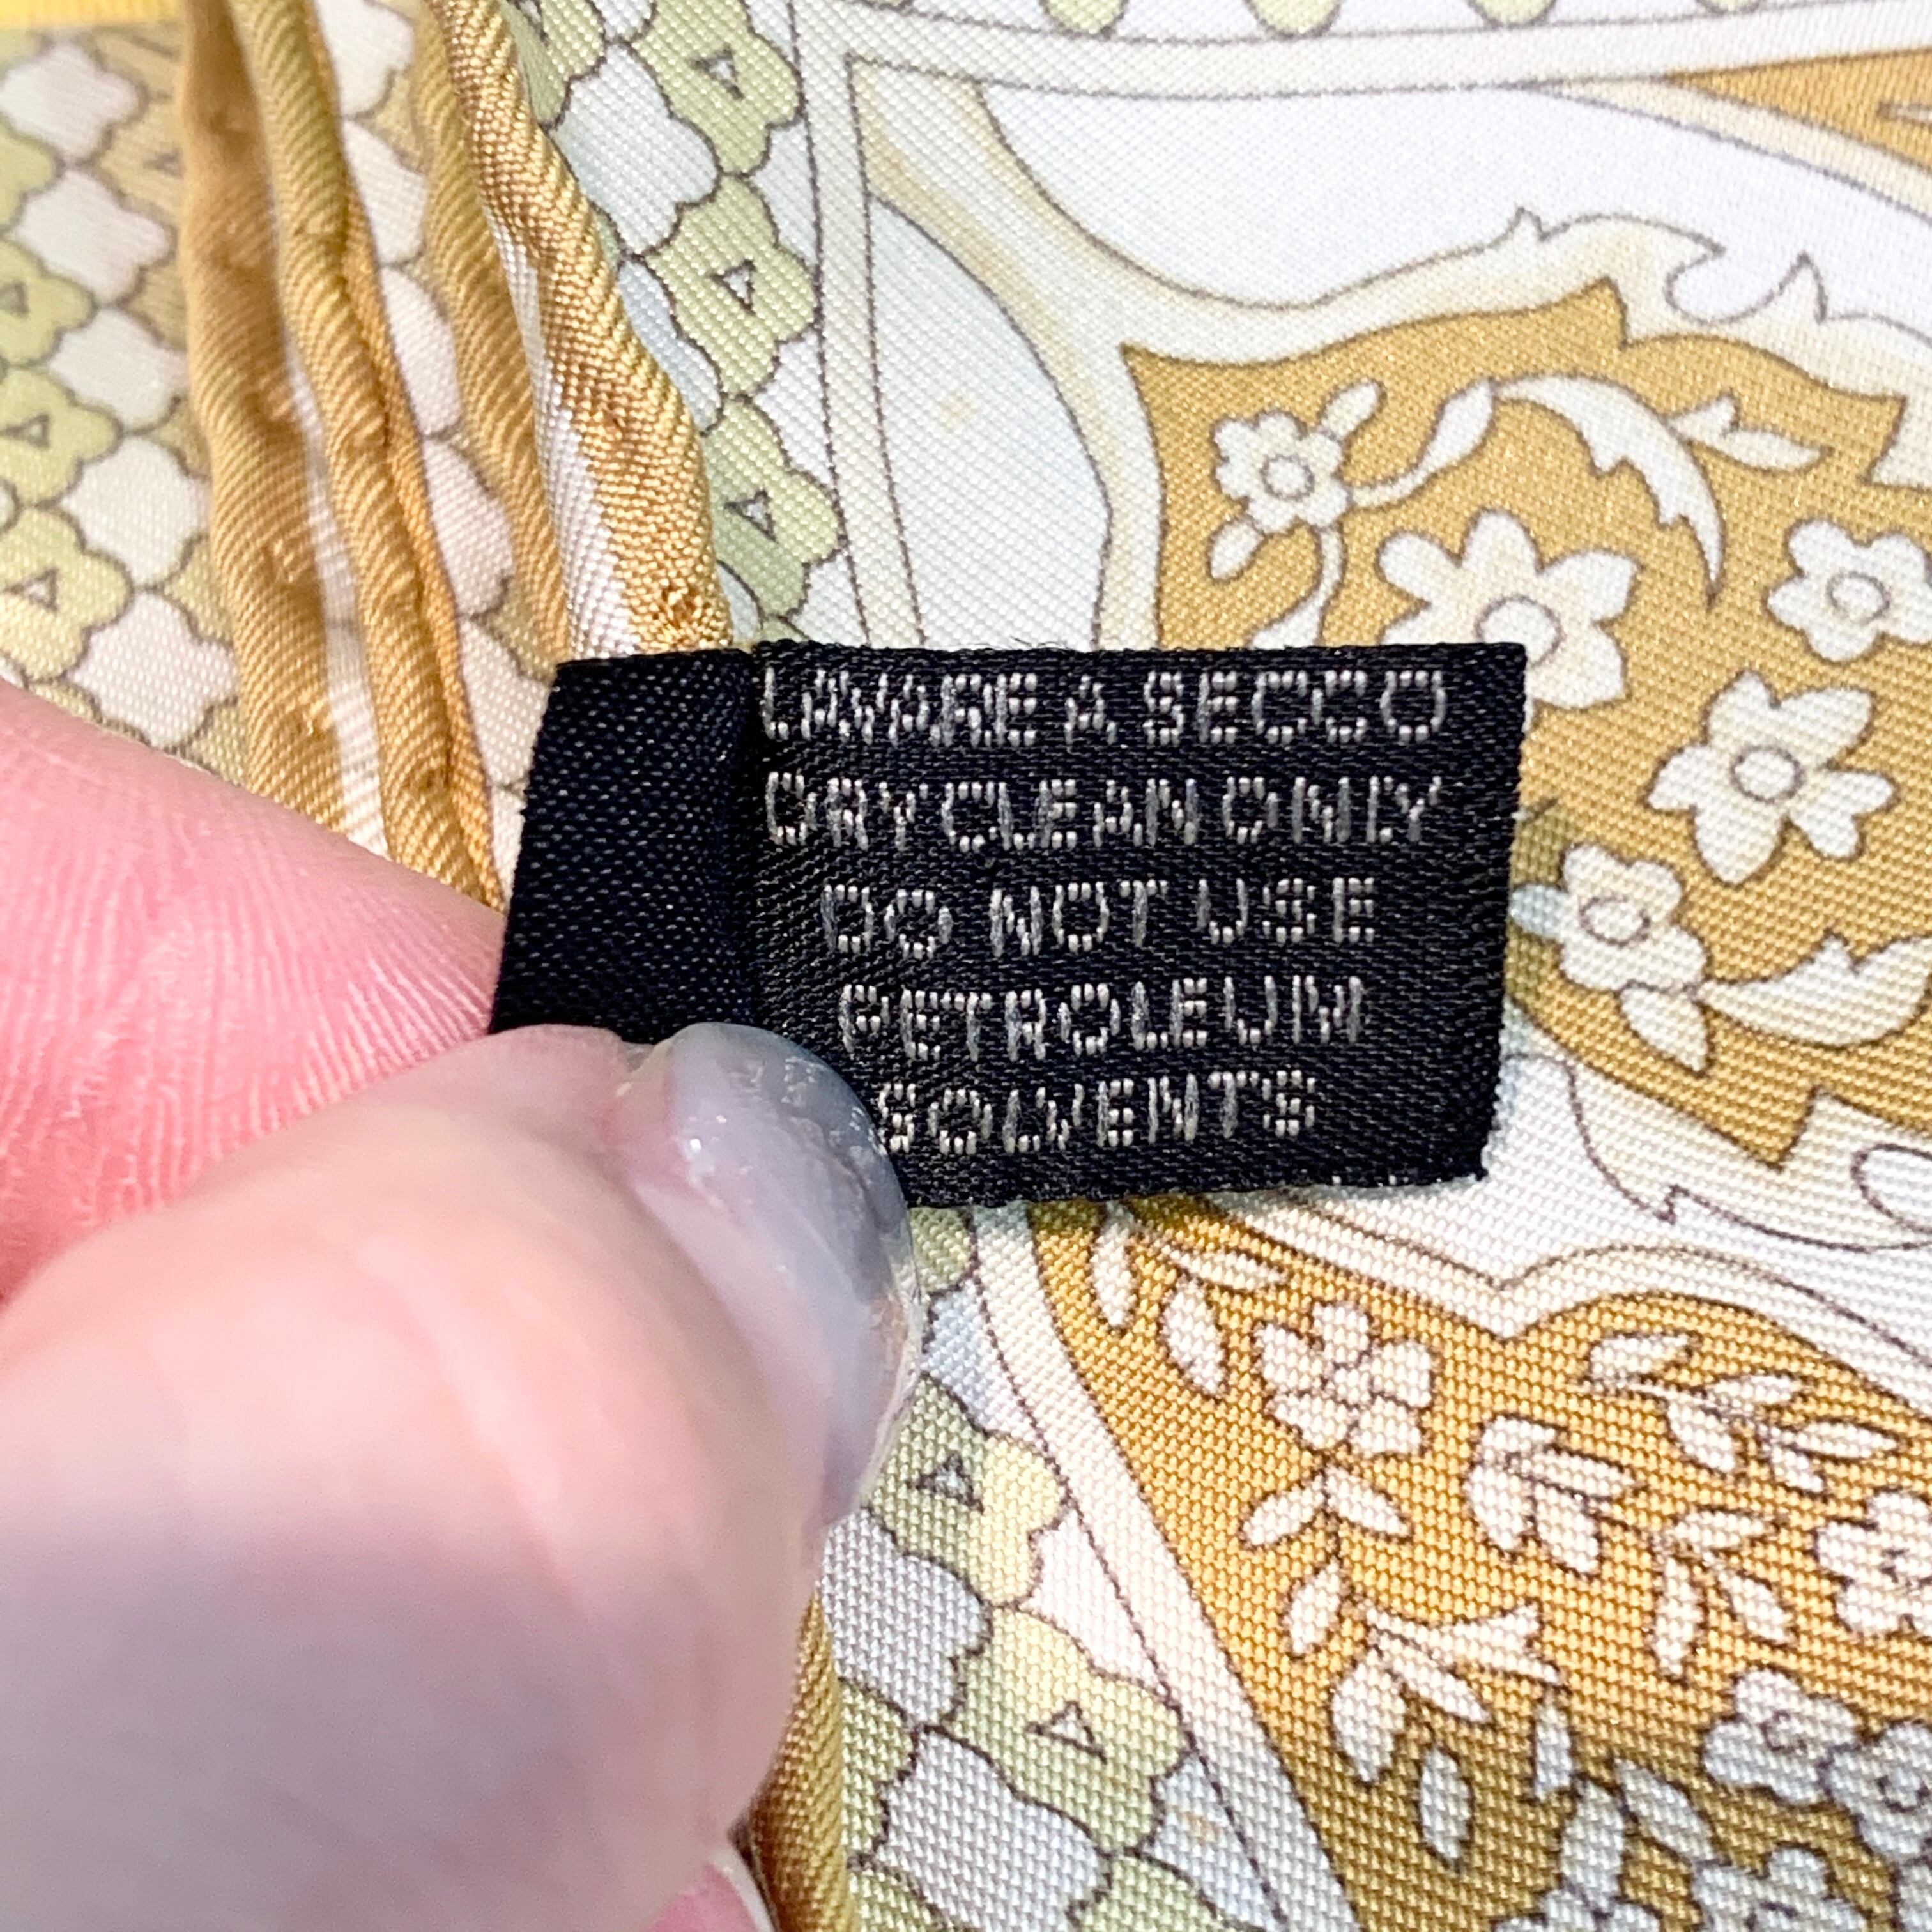 LAVARE A SECCO
DRY CLEAN ONLY
DO NOT USE
PETROLEUM
SOLVENTS